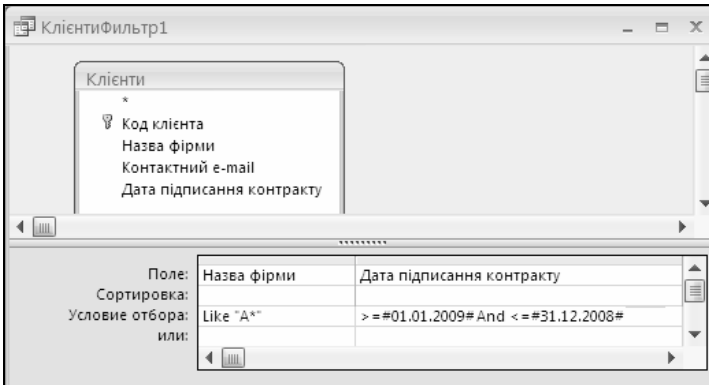 КлієнтиФильтр1
Клієнти
*
Код клієнта
Назва фірми
Контактний e-mail
Дата підписання контракту
Поле: Назва фірми Дата підписання контракту
Сортировка:
Условие отбора: Like "A*" >=#01.01.2009# And <=#31.12.2008#
или: